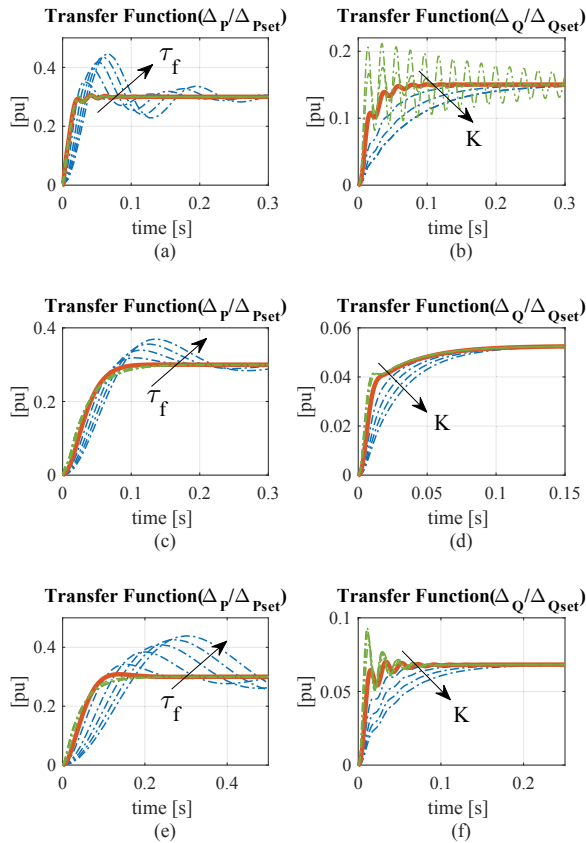 Transfer Function(Δ_P/Δ_Pset)
[pu]
0.4
0.2
0
τ_f
0 0.1 0.2 0.3
time [s]
(a)
Transfer Function(Δ_Q/Δ_Qset)
[pu]
0.2
0.1
0
K
0 0.1 0.2 0.3
time [s]
(b)
Transfer Function(Δ_P/Δ_Pset)
[pu]
0.4
0.2
0
τ_f
0 0.1 0.2 0.3
time [s]
(c)
Transfer Function(Δ_Q/Δ_Qset)
[pu]
0.06
0.04
0.02
0
K
0 0.05 0.1 0.15
time [s]
(d)
Transfer Function(Δ_P/Δ_Pset)
[pu]
0.4
0.2
0
τ_f
0 0.2 0.4
time [s]
(e)
Transfer Function(Δ_Q/Δ_Qset)
[pu]
0.1
0.05
0
K
0 0.1 0.2
time [s]
(f)